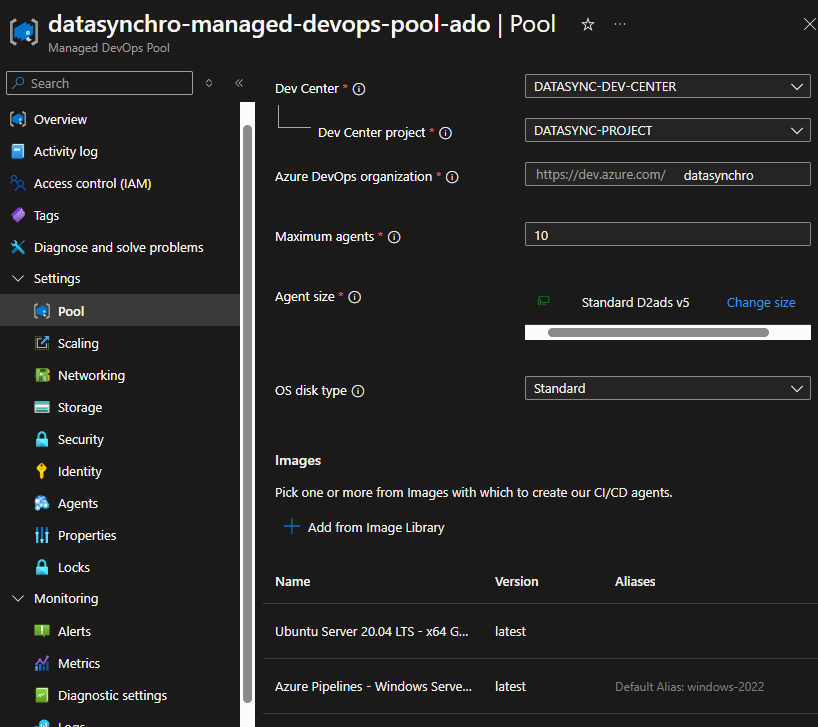 datasynchro-managed-devops-pool-ado | Pool
Managed DevOps Pool
Search
Overview
Activity log
Access control (IAM)
Tags
Diagnose and solve problems
Settings
Pool
Scaling
Networking
Storage
Security
Identity
Agents
Properties
Locks
Monitoring
Alerts
Metrics
Diagnostic settings
Logs
Dev Center * DATASYNC-DEV-CENTER
Dev Center project * DATASYNC-PROJECT
Azure DevOps organization * https://dev.azure.com/ datasynchro
Maximum agents * 10
Agent size * Standard D2ads v5 Change size
OS disk type Standard
Images
Pick one or more from Images with which to create our CI/CD agents.
Add from Image Library
Name Version Aliases
Ubuntu Server 20.04 LTS - x64 G... latest
Azure Pipelines - Windows Serve... latest Default Alias: windows-2022